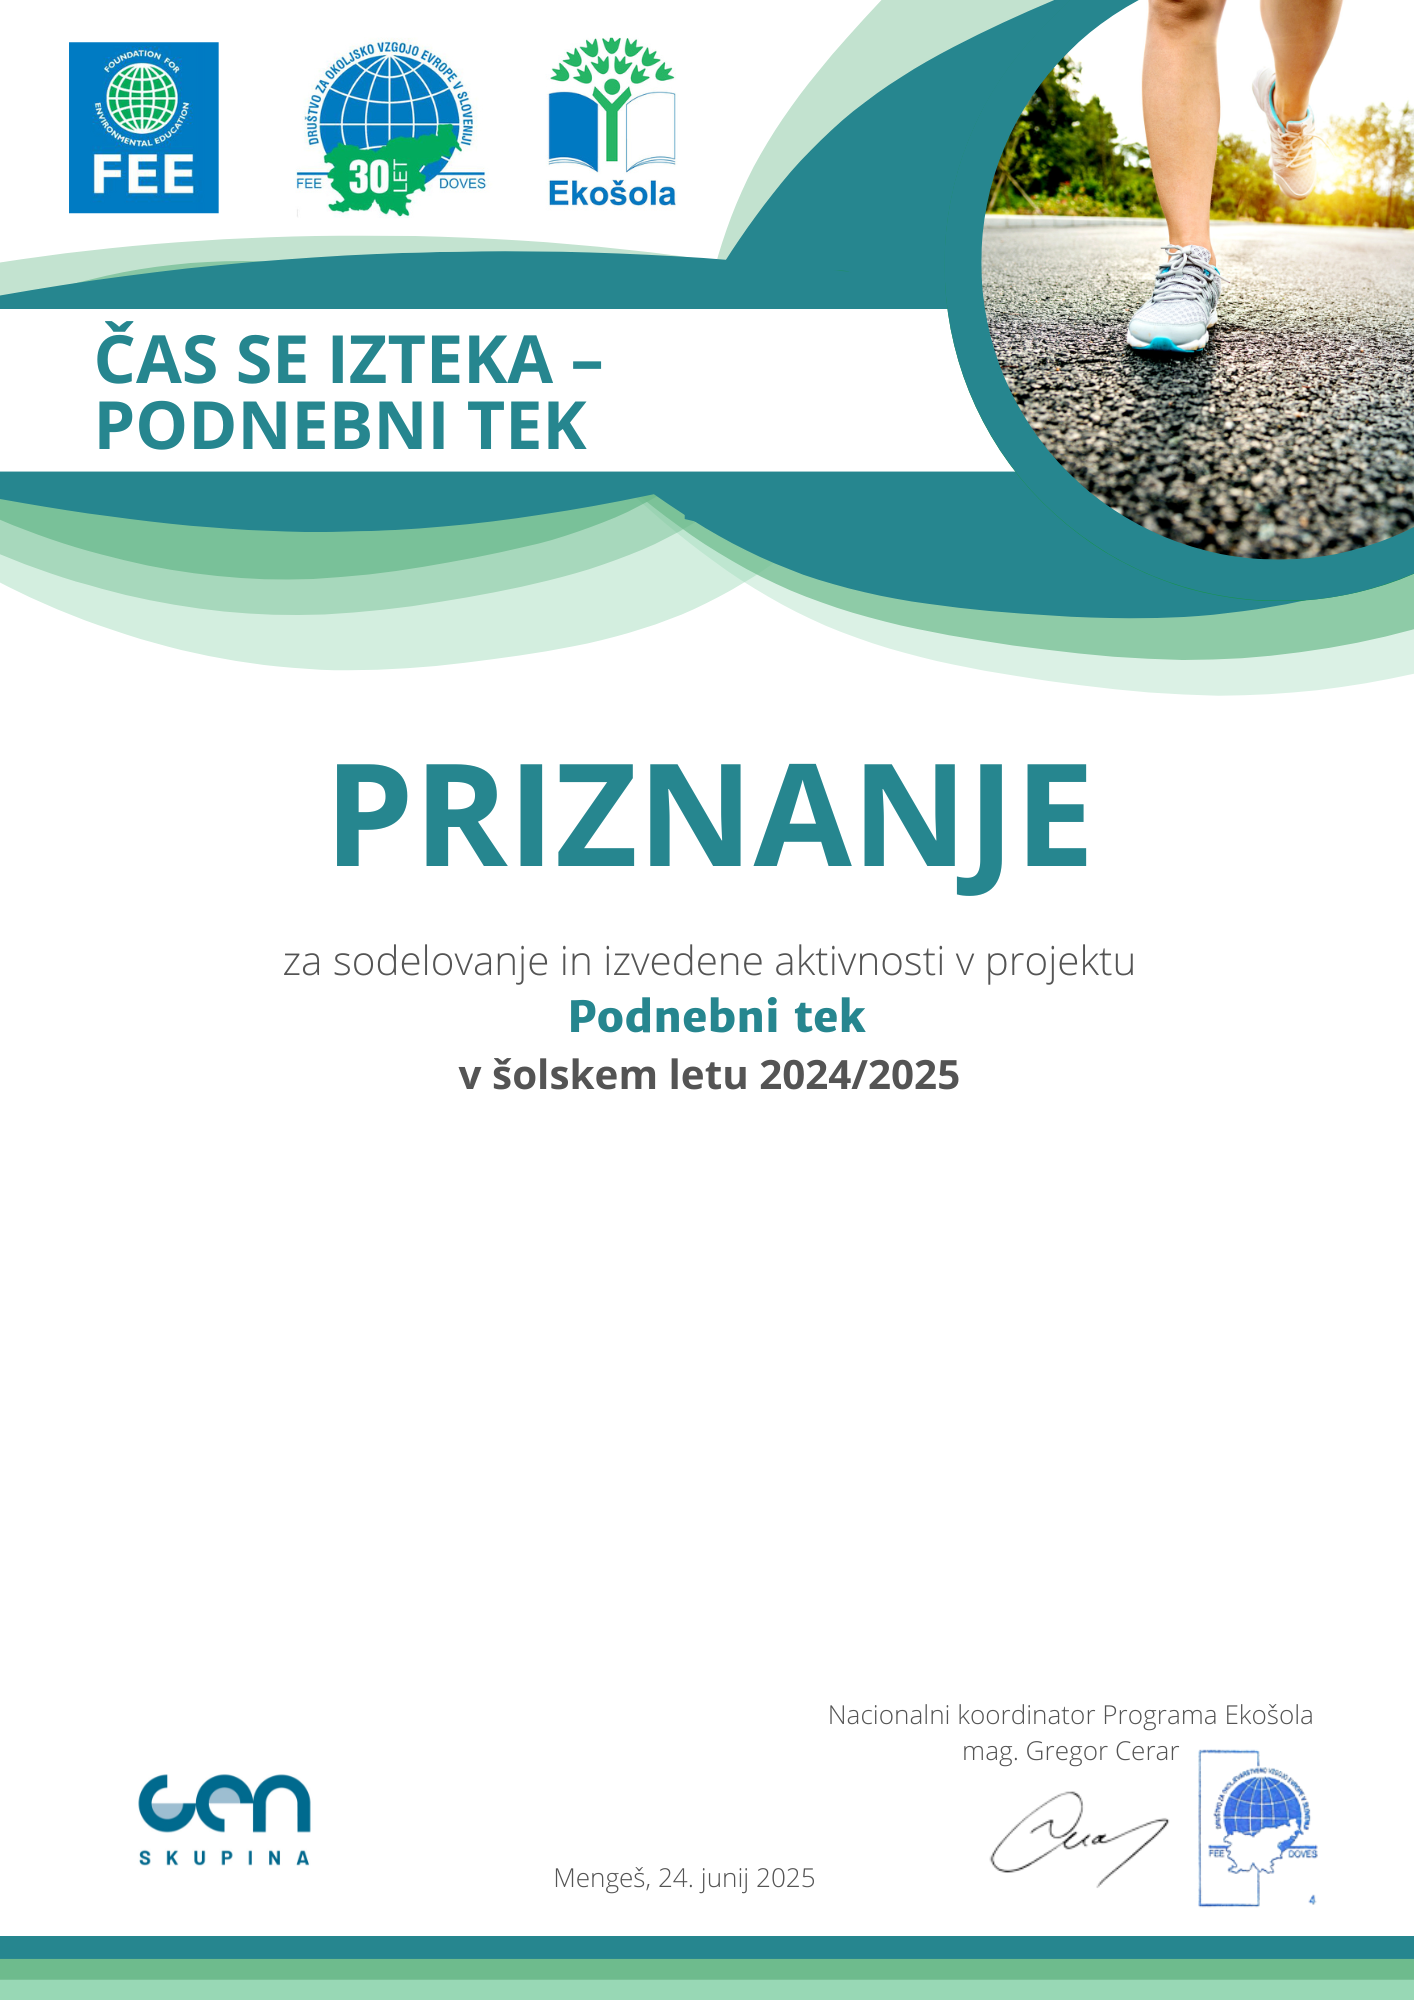 FOUNDATION FOR
ENVIRONMENTAL EDUCATION
FEE
DRUŠTVO ZA OKOLJSKO VZGOJO EVROPE V SLOVENIJI
30 LET
FEE DOVES
Ekošola
ČAS SE IZTEKA –
PODNEBNI TEK
PRIZNANJE
za sodelovanje in izvedene aktivnosti v projektu
Podnebni tek
v šolskem letu 2024/2025
Nacionalni koordinator Programa Ekošola
mag. Gregor Cerar
FEE DOVES
4
gen
SKUPINA
Mengeš, 24. junij 2025